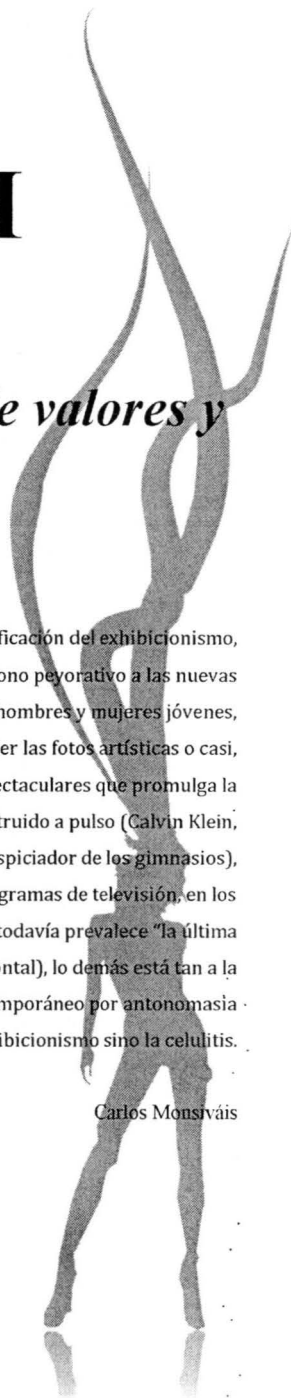 I
e valores y
ficación del exhibicionismo,
ono peyorativo a las nuevas
hombres y mujeres jóvenes,
er las fotos artísticas o casi,
ectaculares que promulga la
truido a pulso (Calvin Klein,
spiciador de los gimnasios),
gramas de televisión, en los
todavía prevalece "la última
ntal), lo demás está tan a la
mporáneo por antonomasia
hibicionismo sino la celulitis.
Carlos Monsiváis